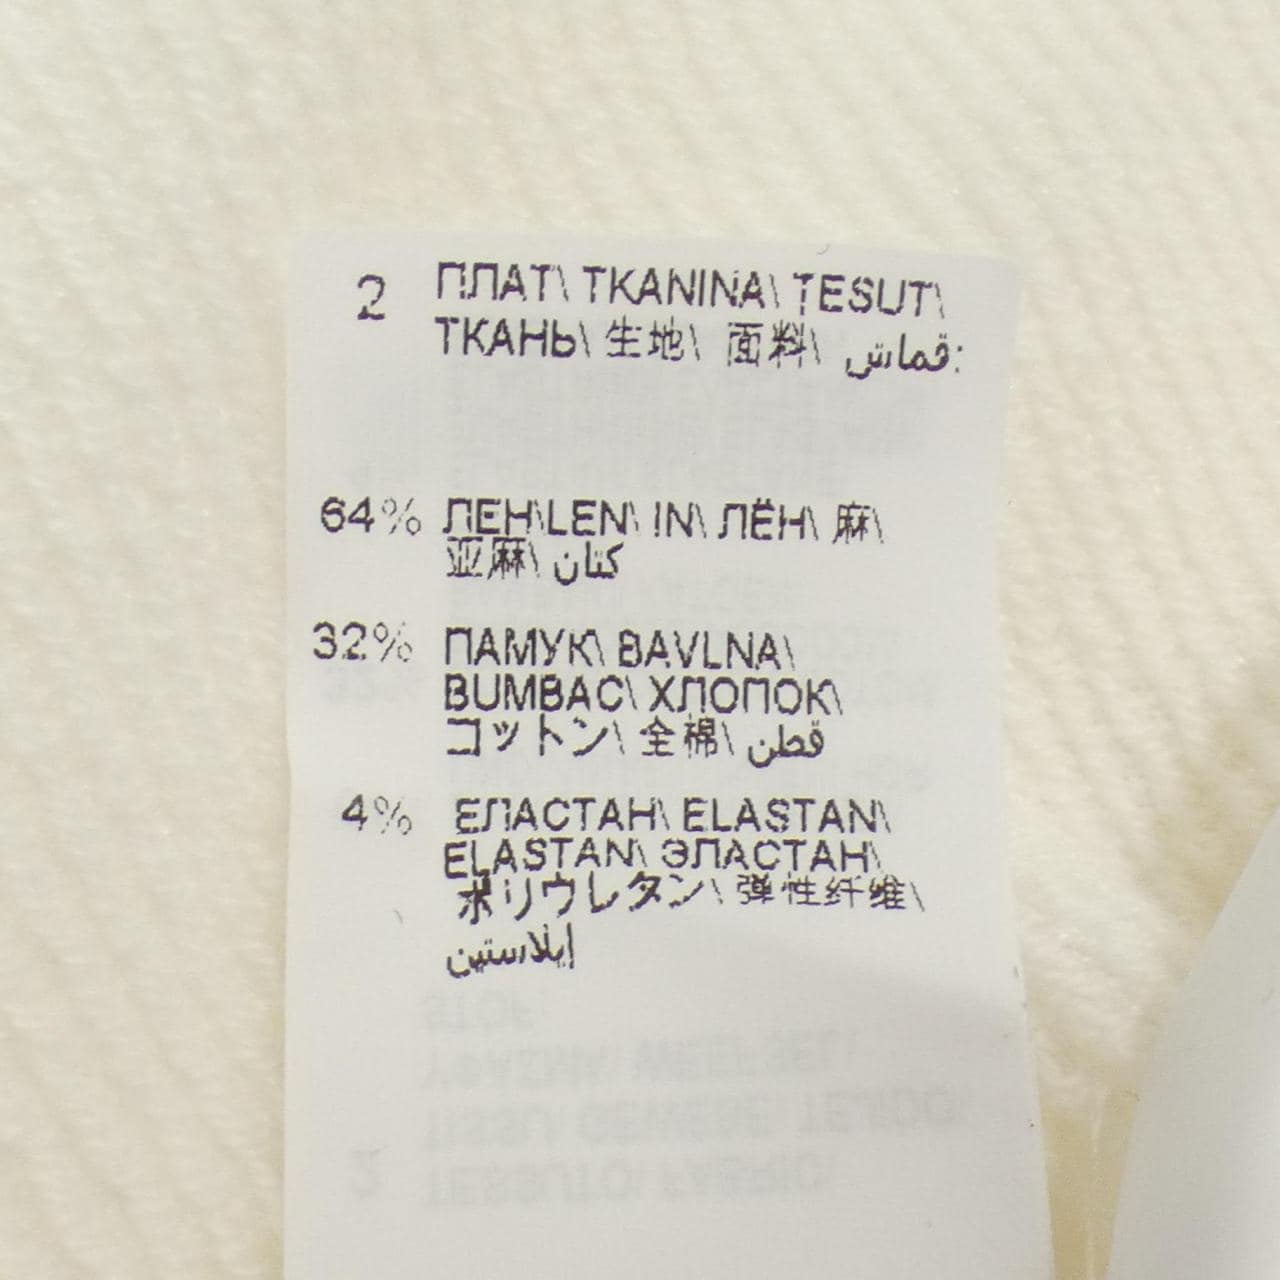 2 ПЛАТ\ TKANINA\ TESUT\
ТКАНЬ\ 生地\ 面料\ قماش:
64% ЛЕН\LEN\ IN\ ЛЁН\ 麻\
亚麻\ كتان
32% ПАМУК\ BAVLNA\
BUMBAC\ ХЛОПОК\
コットン\ 全棉\ قطن
4% ЕЛАСТАН\ ELASTAN\
ELASTAN\ ЭЛАСТАН\
ポリウレタン\ 弹性纤维\
إيلاستين